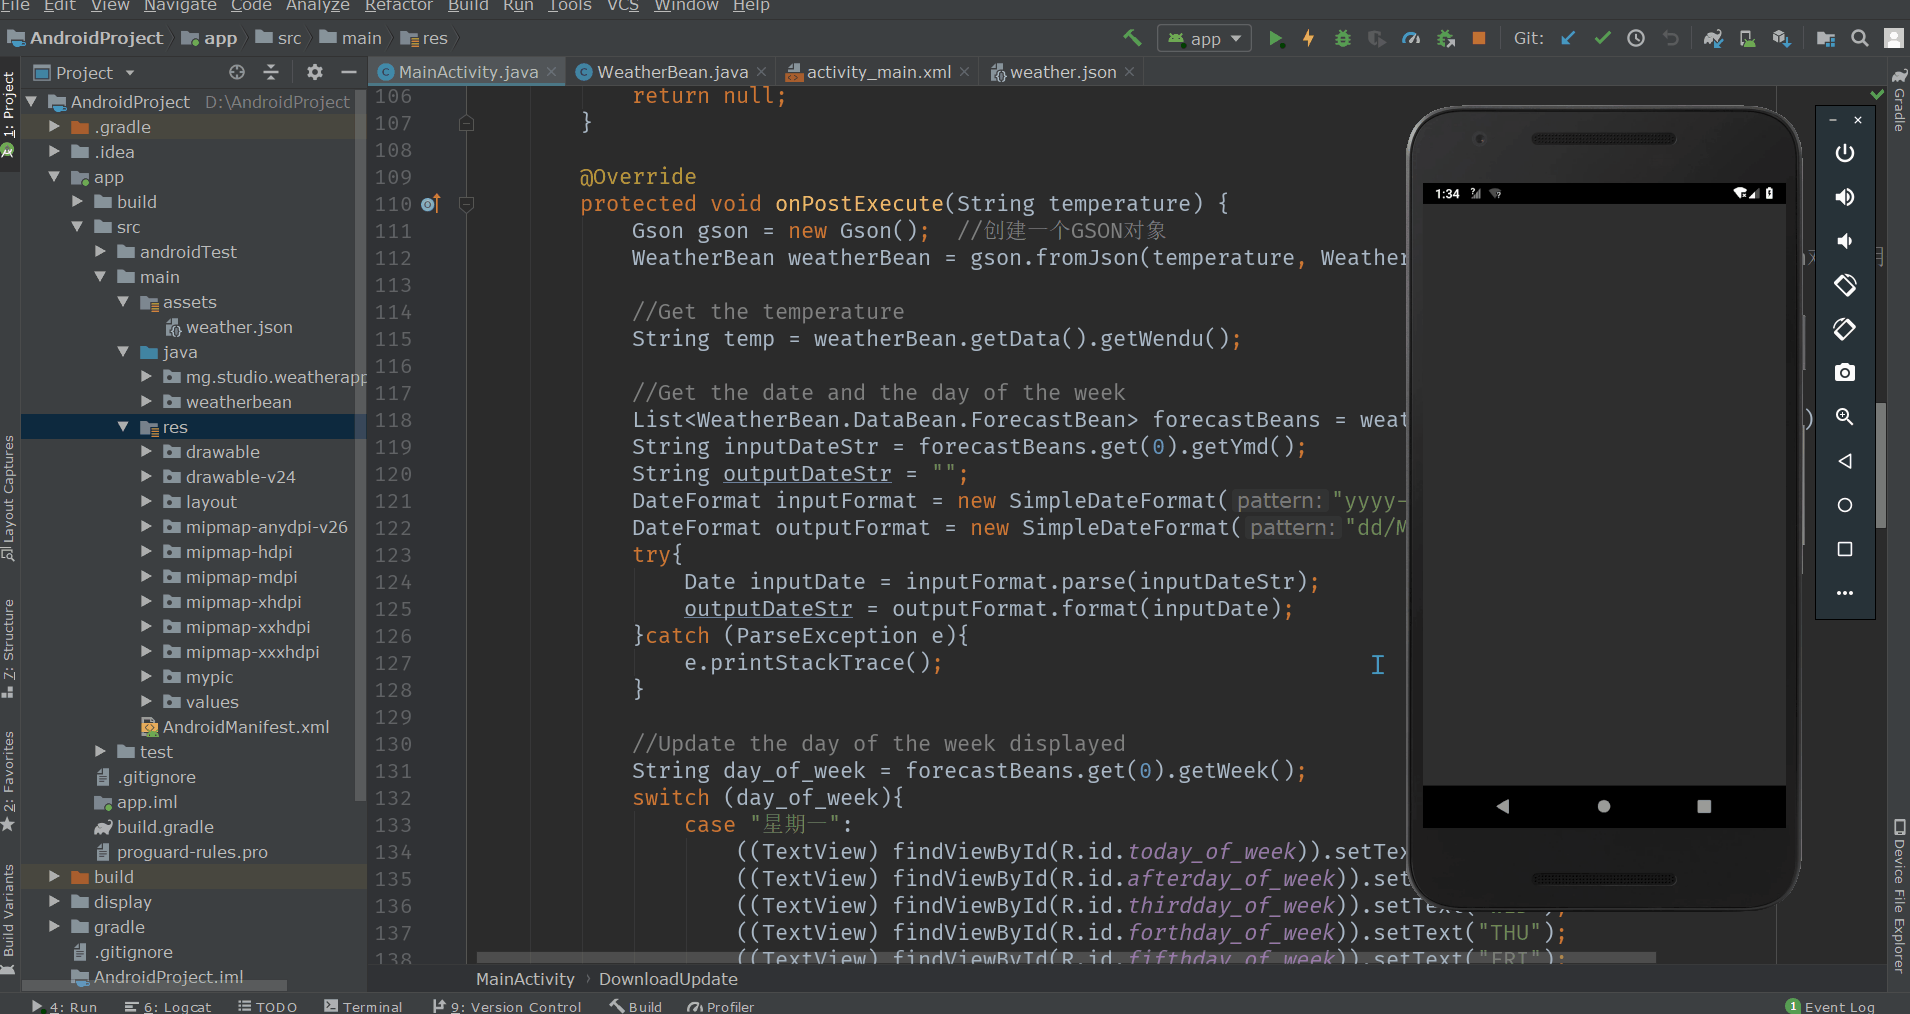 File Edit View Navigate Code Analyze Refactor Build Run Tools VCS Window Help
AndroidProject app src main res
app
Git:
Project
MainActivity.java WeatherBean.java activity_main.xml weather.json
1: Project
Layout Captures
Z: Structure
2: Favorites
Build Variants
AndroidProject D:\AndroidProject
.gradle
.idea
app
build
src
androidTest
main
assets
weather.json
java
mg.studio.weatherapp
weatherbean
res
drawable
drawable-v24
layout
mipmap-anydpi-v26
mipmap-hdpi
mipmap-mdpi
mipmap-xhdpi
mipmap-xxhdpi
mipmap-xxxhdpi
mypic
values
AndroidManifest.xml
test
.gitignore
app.iml
build.gradle
proguard-rules.pro
build
display
gradle
.gitignore
AndroidProject.iml
106 return null;
107 }
108
109 @Override
110 protected void onPostExecute(String temperature) {
111 Gson gson = new Gson(); //创建一个GSON对象
112 WeatherBean weatherBean = gson.fromJson(temperature, Weather
113
114 //Get the temperature
115 String temp = weatherBean.getData().getWendu();
116
117 //Get the date and the day of the week
118 List<WeatherBean.DataBean.ForecastBean> forecastBeans = weat )
119 String inputDateStr = forecastBeans.get(0).getYmd();
120 String outputDateStr = "";
121 DateFormat inputFormat = new SimpleDateFormat( pattern: "yyyy-
122 DateFormat outputFormat = new SimpleDateFormat( pattern: "dd/M
123 try{
124 Date inputDate = inputFormat.parse(inputDateStr);
125 outputDateStr = outputFormat.format(inputDate);
126 }catch (ParseException e){
127 e.printStackTrace();
128 }
129
130 //Update the day of the week displayed
131 String day_of_week = forecastBeans.get(0).getWeek();
132 switch (day_of_week){
133 case "星期一":
134 ((TextView) findViewById(R.id.today_of_week)).setTex
135 ((TextView) findViewById(R.id.afterday_of_week)).set
136 ((TextView) findViewById(R.id.thirdday_of_week)).setText("WED");
137 ((TextView) findViewById(R.id.forthday_of_week)).setText("THU");
138 ((TextView) findViewById(R.id.fifthday_of_week)).setText("FRI");
1:34
Gradle
Device File Explorer
MainActivity DownloadUpdate
4: Run 6: Logcat TODO Terminal 9: Version Control Build Profiler
1 Event Log